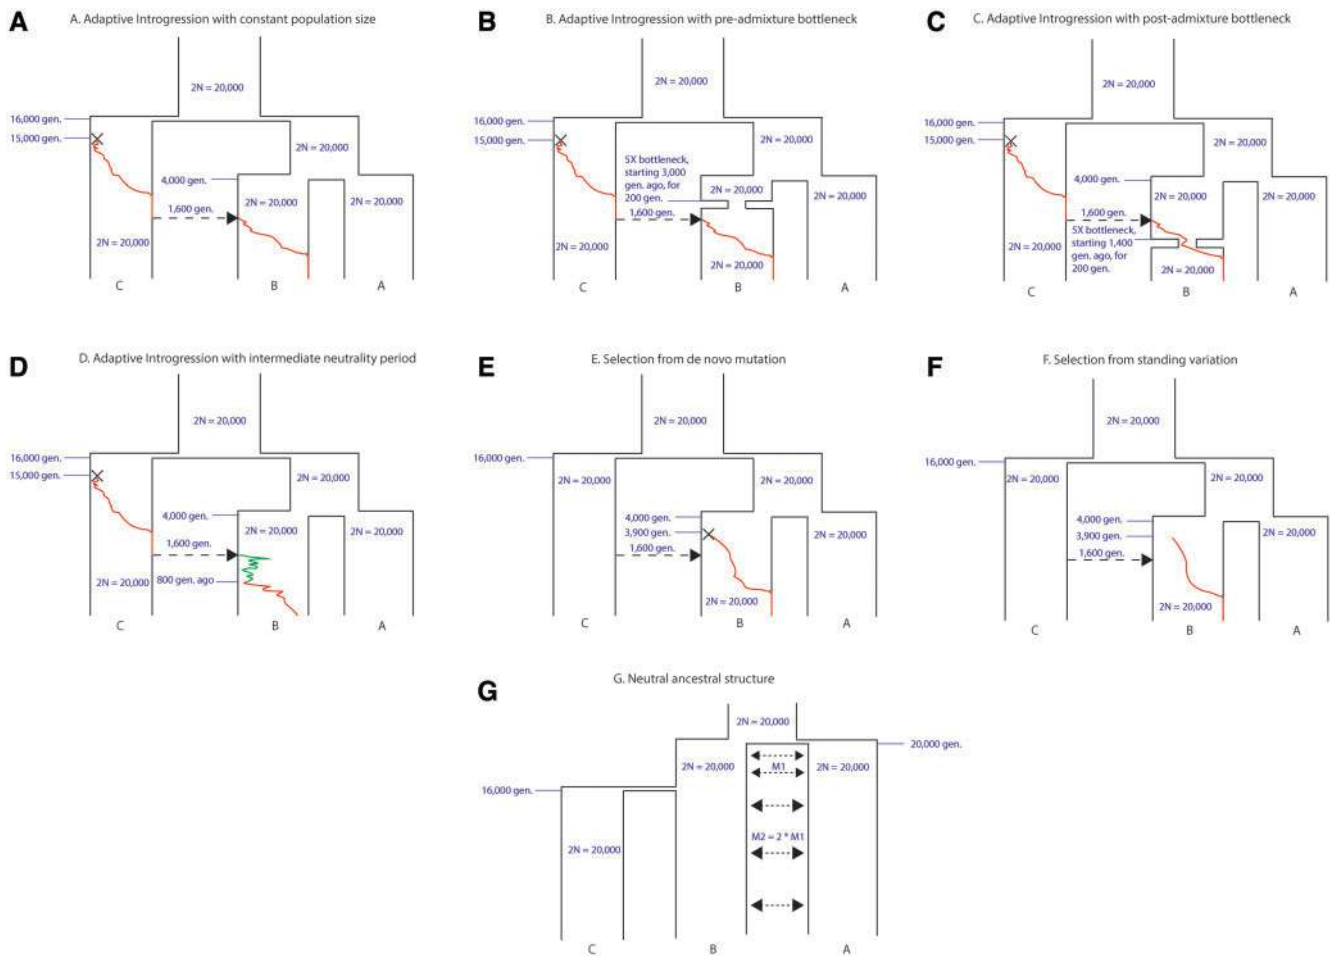 A
A. Adaptive Introgression with constant population size
2N = 20,000
16,000 gen.
15,000 gen.
2N = 20,000
4,000 gen.
2N = 20,000
2N = 20,000
1,600 gen.
2N = 20,000
C
B
A
B
B. Adaptive Introgression with pre-admixture bottleneck
2N = 20,000
16,000 gen.
15,000 gen.
2N = 20,000
5X bottleneck,
starting 3,000
gen. ago, for
200 gen.
2N = 20,000
2N = 20,000
1,600 gen.
2N = 20,000
2N = 20,000
C
B
A
C
C. Adaptive Introgression with post-admixture bottleneck
2N = 20,000
16,000 gen.
15,000 gen.
2N = 20,000
4,000 gen.
2N = 20,000
2N = 20,000
1,600 gen.
5X bottleneck,
starting 1,400
gen. ago, for
200 gen.
2N = 20,000
2N = 20,000
C
B
A
D
D. Adaptive Introgression with intermediate neutrality period
2N = 20,000
16,000 gen.
15,000 gen.
2N = 20,000
4,000 gen.
2N = 20,000
2N = 20,000
1,600 gen.
2N = 20,000
800 gen. ago
C
B
A
E
E. Selection from de novo mutation
2N = 20,000
16,000 gen.
2N = 20,000
2N = 20,000
4,000 gen.
3,900 gen.
2N = 20,000
1,600 gen.
2N = 20,000
C
B
A
F
F. Selection from standing variation
2N = 20,000
16,000 gen.
2N = 20,000
2N = 20,000
4,000 gen.
3,900 gen.
2N = 20,000
1,600 gen.
2N = 20,000
C
B
A
G
G. Neutral ancestral structure
2N = 20,000
20,000 gen.
2N = 20,000
M1
2N = 20,000
16,000 gen.
M2 = 2 * M1
2N = 20,000
C
B
A